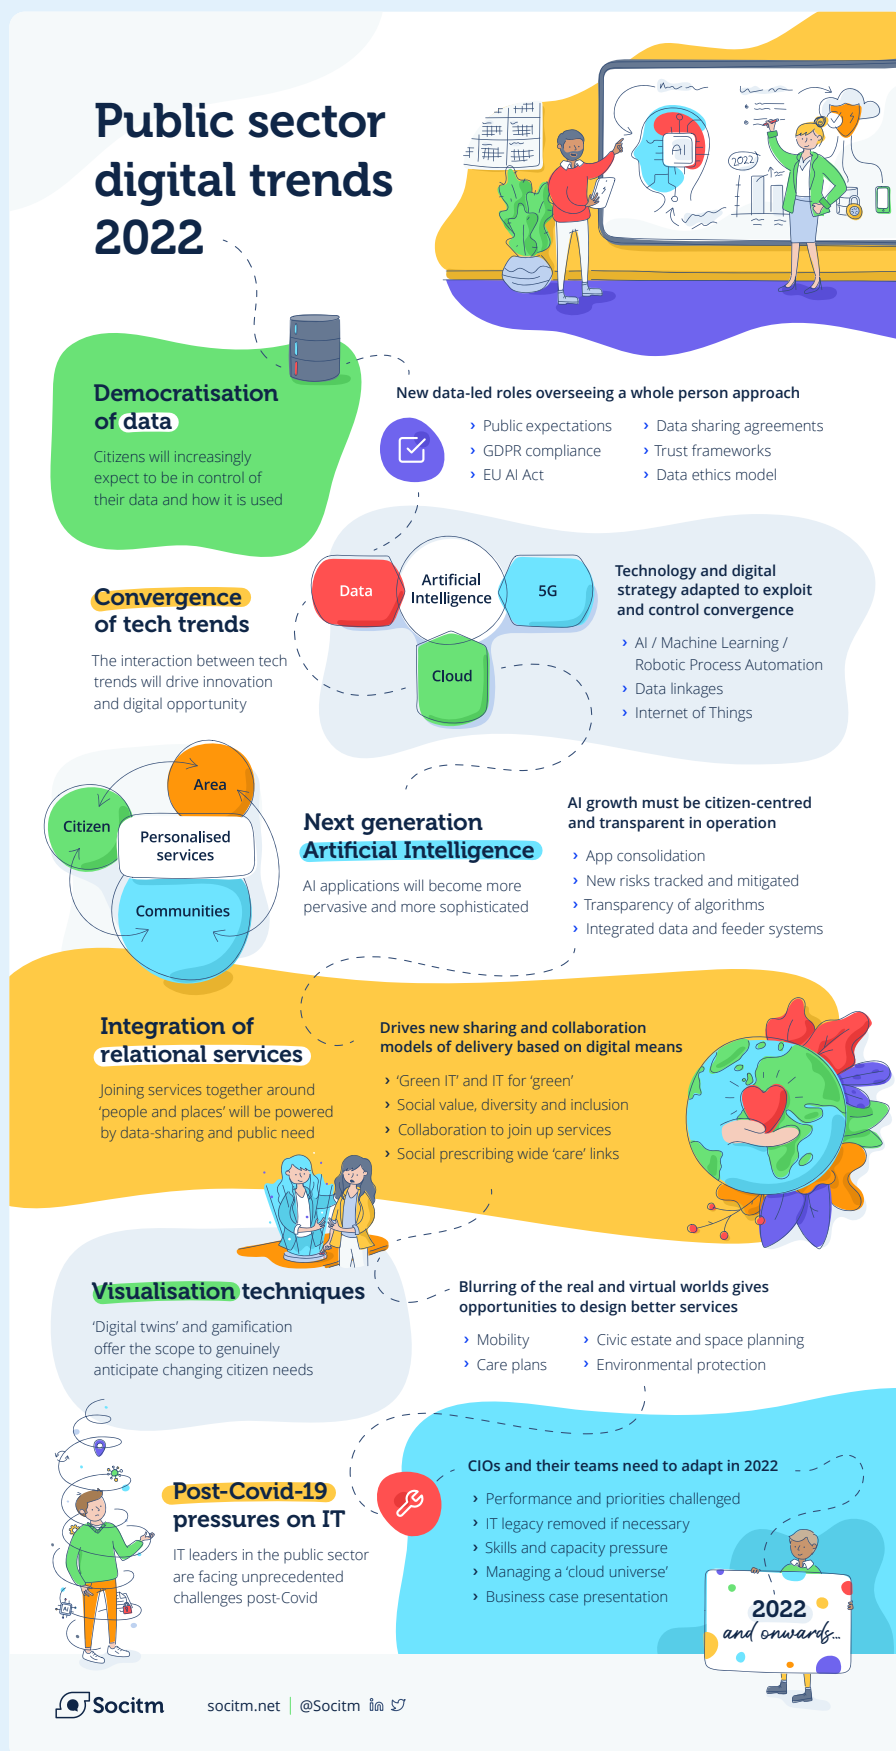 Public sector
digital trends
2022
AI
2022
Democratisation
of data
Citizens will increasingly
expect to be in control of
their data and how it is used
New data-led roles overseeing a whole person approach
› Public expectations
› GDPR compliance
› EU AI Act
› Data sharing agreements
› Trust frameworks
› Data ethics model
Convergence
of tech trends
The interaction between tech
trends will drive innovation
and digital opportunity
Data
Artificial
Intelligence
5G
Cloud
Technology and digital
strategy adapted to exploit
and control convergence
› AI / Machine Learning /
Robotic Process Automation
› Data linkages
› Internet of Things
Area
Citizen
Personalised
services
Communities
Next generation
Artificial Intelligence
AI applications will become more
pervasive and more sophisticated
AI growth must be citizen-centred
and transparent in operation
› App consolidation
› New risks tracked and mitigated
› Transparency of algorithms
› Integrated data and feeder systems
Integration of
relational services
Joining services together around
‘people and places’ will be powered
by data-sharing and public need
Drives new sharing and collaboration
models of delivery based on digital means
› ‘Green IT’ and IT for ‘green’
› Social value, diversity and inclusion
› Collaboration to join up services
› Social prescribing wide ‘care’ links
Visualisation techniques
‘Digital twins’ and gamification
offer the scope to genuinely
anticipate changing citizen needs
Blurring of the real and virtual worlds gives
opportunities to design better services
› Mobility
› Care plans
› Civic estate and space planning
› Environmental protection
Post-Covid-19
pressures on IT
IT leaders in the public sector
are facing unprecedented
challenges post-Covid
AI
CIOs and their teams need to adapt in 2022
› Performance and priorities challenged
› IT legacy removed if necessary
› Skills and capacity pressure
› Managing a ‘cloud universe’
› Business case presentation
2022
and onwards...
Socitm
socitm.net | @Socitm in